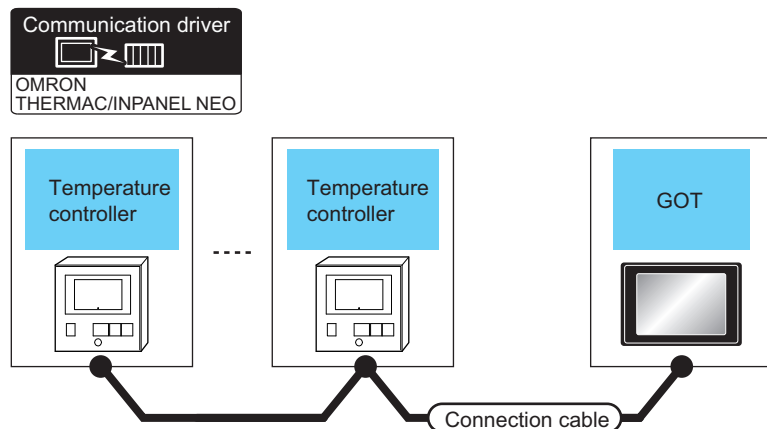 Communication driver
OMRON
THERMAC/INPANEL NEO
Temperature
controller
Temperature
controller
GOT
Connection cable